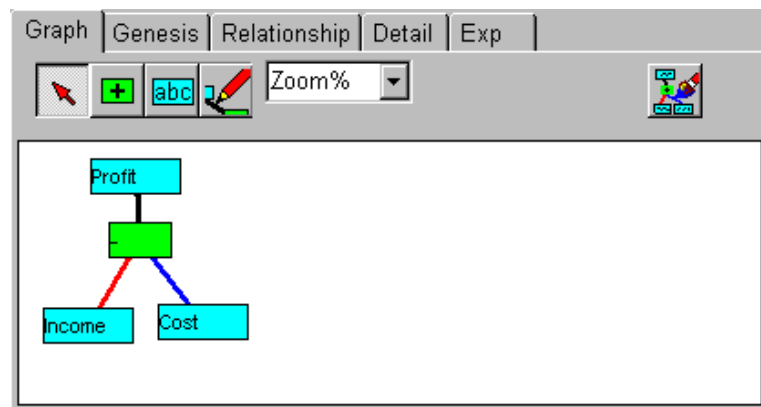 Graph Genesis Relationship Detail Exp
+ abc Zoom%
Profit
-
Income Cost